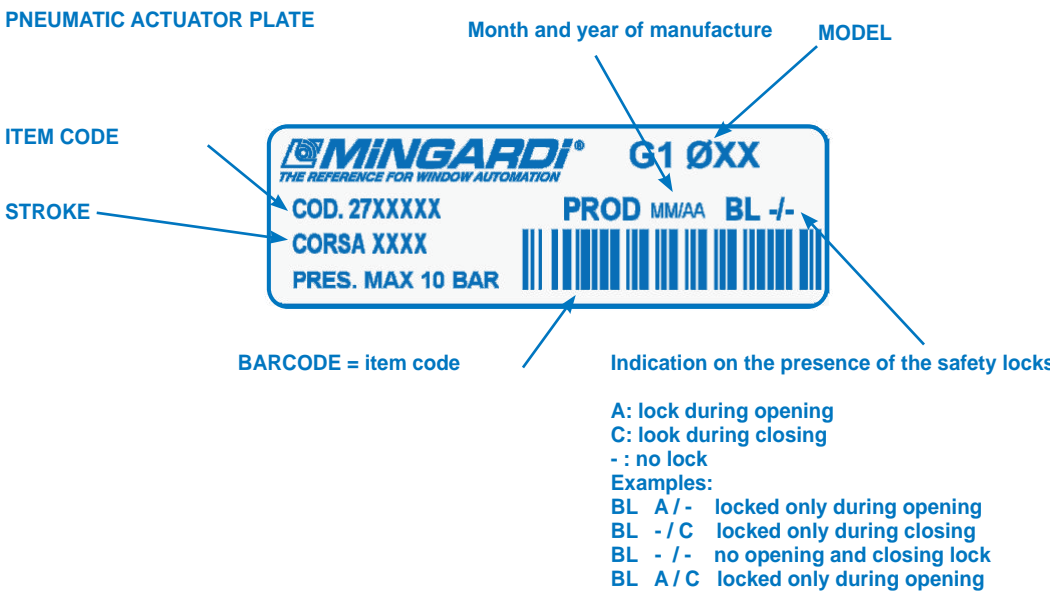 PNEUMATIC ACTUATOR PLATE
Month and year of manufacture
MODEL
ITEM CODE
STROKE
MiNGARDi®
G1 ØXX
THE REFERENCE FOR WINDOW AUTOMATION
COD. 27XXXXX
PROD MM/AA BL -/-
CORSA XXXX
PRES. MAX 10 BAR
BARCODE = item code
Indication on the presence of the safety locks
A: lock during opening
C: look during closing
- : no lock
Examples:
BL A / - locked only during opening
BL - / C locked only during closing
BL - / - no opening and closing lock
BL A / C locked only during opening